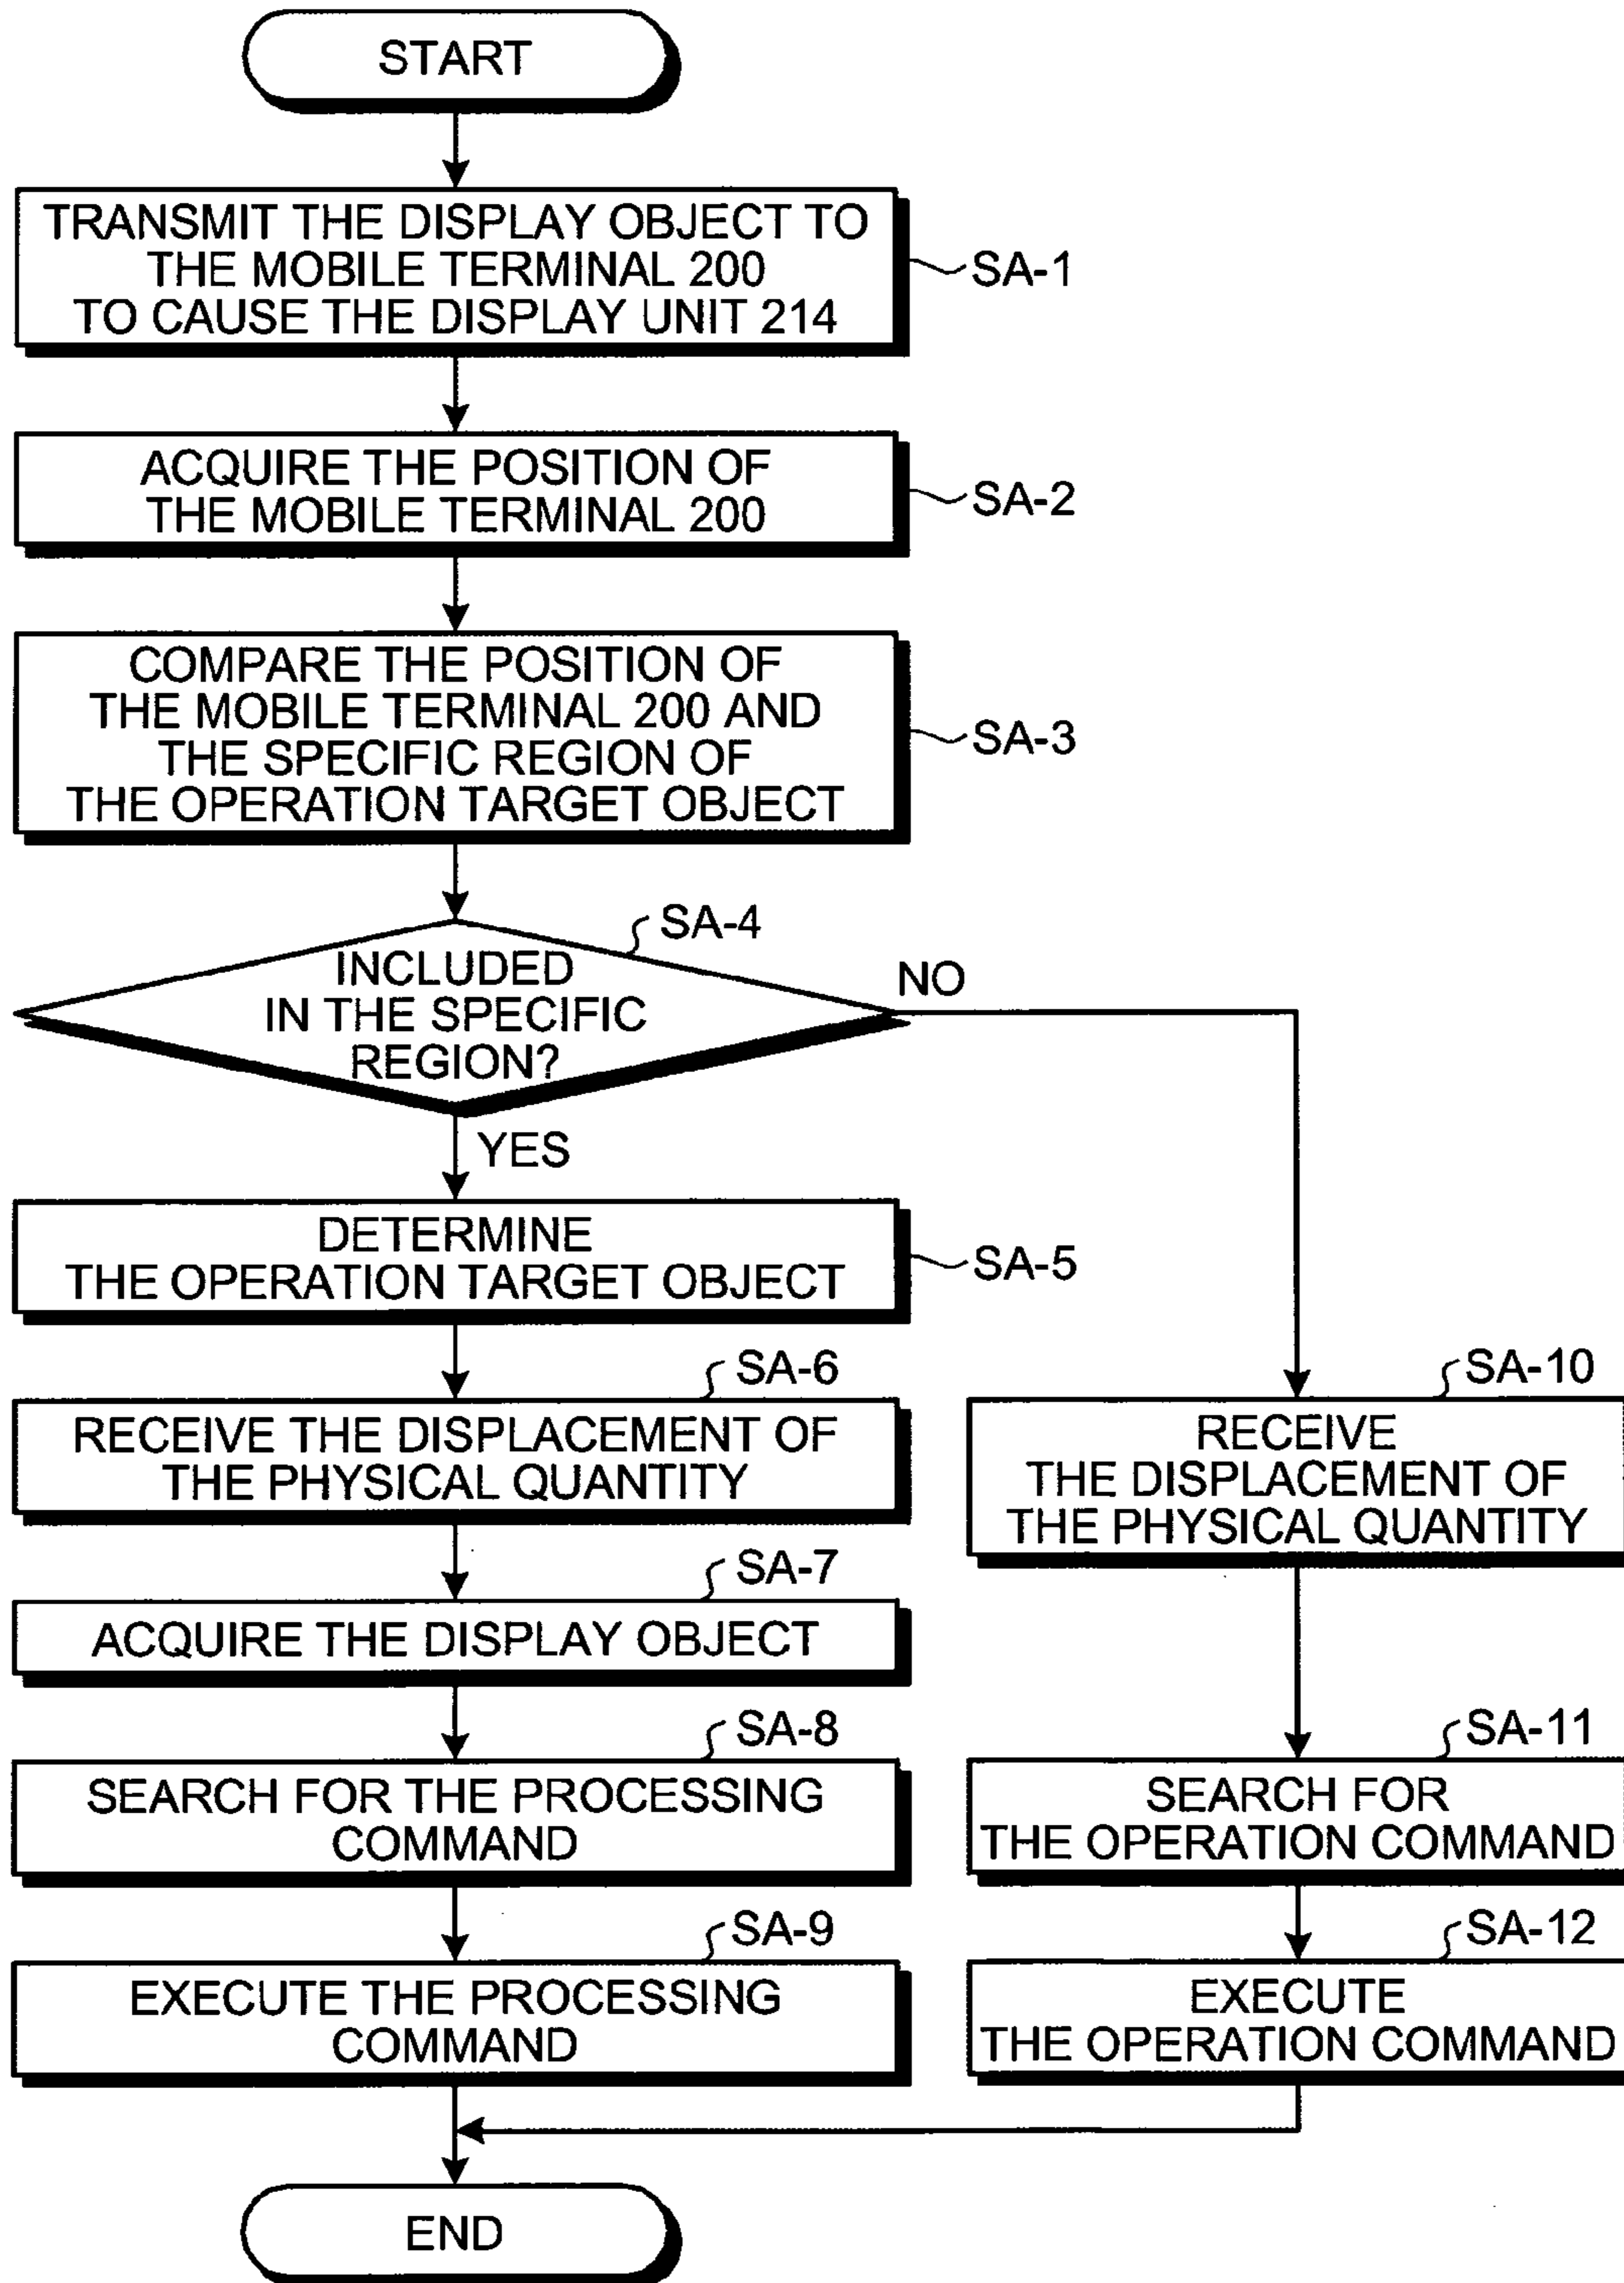 START
TRANSMIT THE DISPLAY OBJECT TO
THE MOBILE TERMINAL 200
TO CAUSE THE DISPLAY UNIT 214
SA-1
ACQUIRE THE POSITION OF
THE MOBILE TERMINAL 200
SA-2
COMPARE THE POSITION OF
THE MOBILE TERMINAL 200 AND
THE SPECIFIC REGION OF
THE OPERATION TARGET OBJECT
SA-3
SA-4
INCLUDED
IN THE SPECIFIC
REGION?
NO
YES
DETERMINE
THE OPERATION TARGET OBJECT
SA-5
SA-6
RECEIVE THE DISPLACEMENT OF
THE PHYSICAL QUANTITY
SA-7
ACQUIRE THE DISPLAY OBJECT
SA-8
SEARCH FOR THE PROCESSING
COMMAND
SA-9
EXECUTE THE PROCESSING
COMMAND
SA-10
RECEIVE
THE DISPLACEMENT OF
THE PHYSICAL QUANTITY
SA-11
SEARCH FOR
THE OPERATION COMMAND
SA-12
EXECUTE
THE OPERATION COMMAND
END